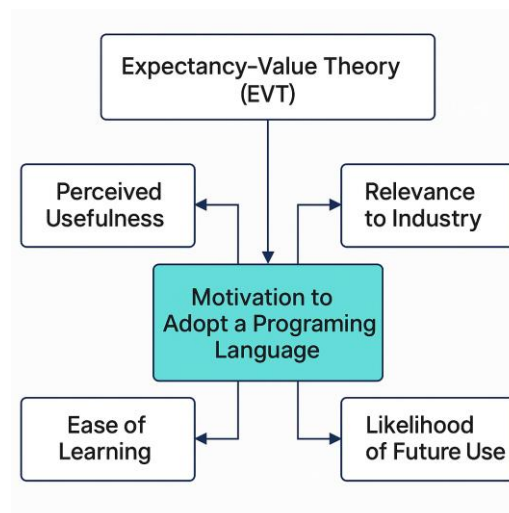 Expectancy-Value Theory
(EVT)
Perceived
Usefulness
Relevance
to Industry
Motivation to
Adopt a Programing
Language
Ease of
Learning
Likelihood
of Future Use